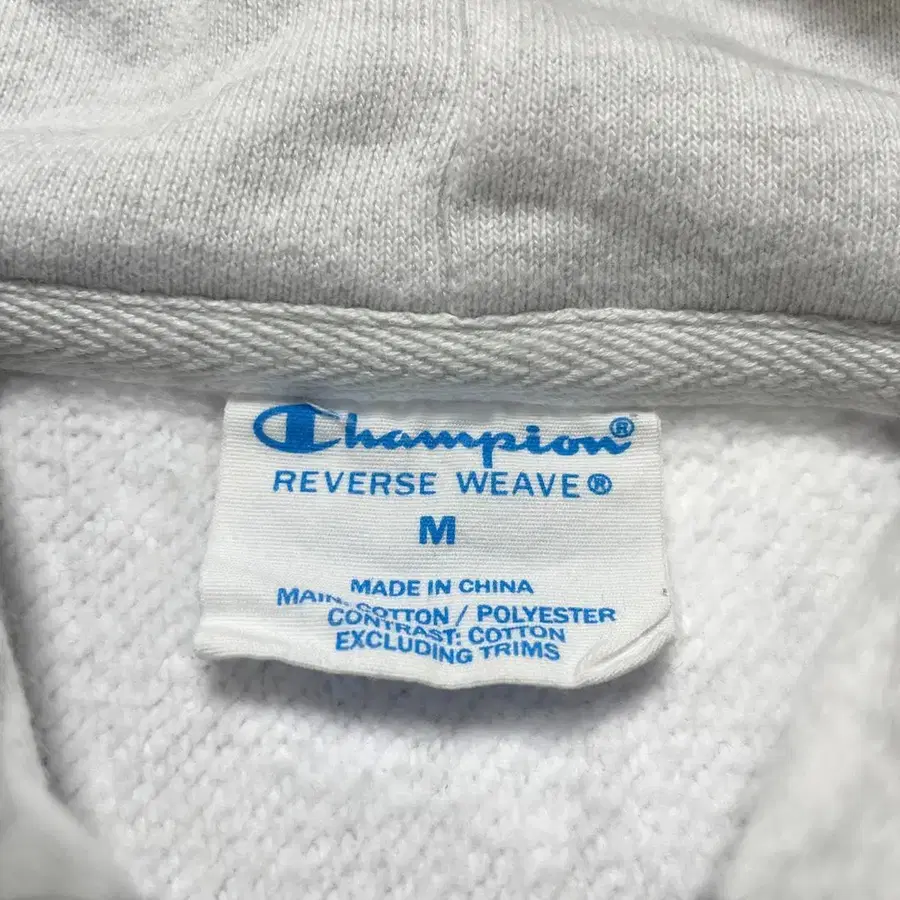 Champion®
REVERSE WEAVE®
M
MADE IN CHINA
MAIN: COTTON / POLYESTER
CONTRAST: COTTON
EXCLUDING TRIMS